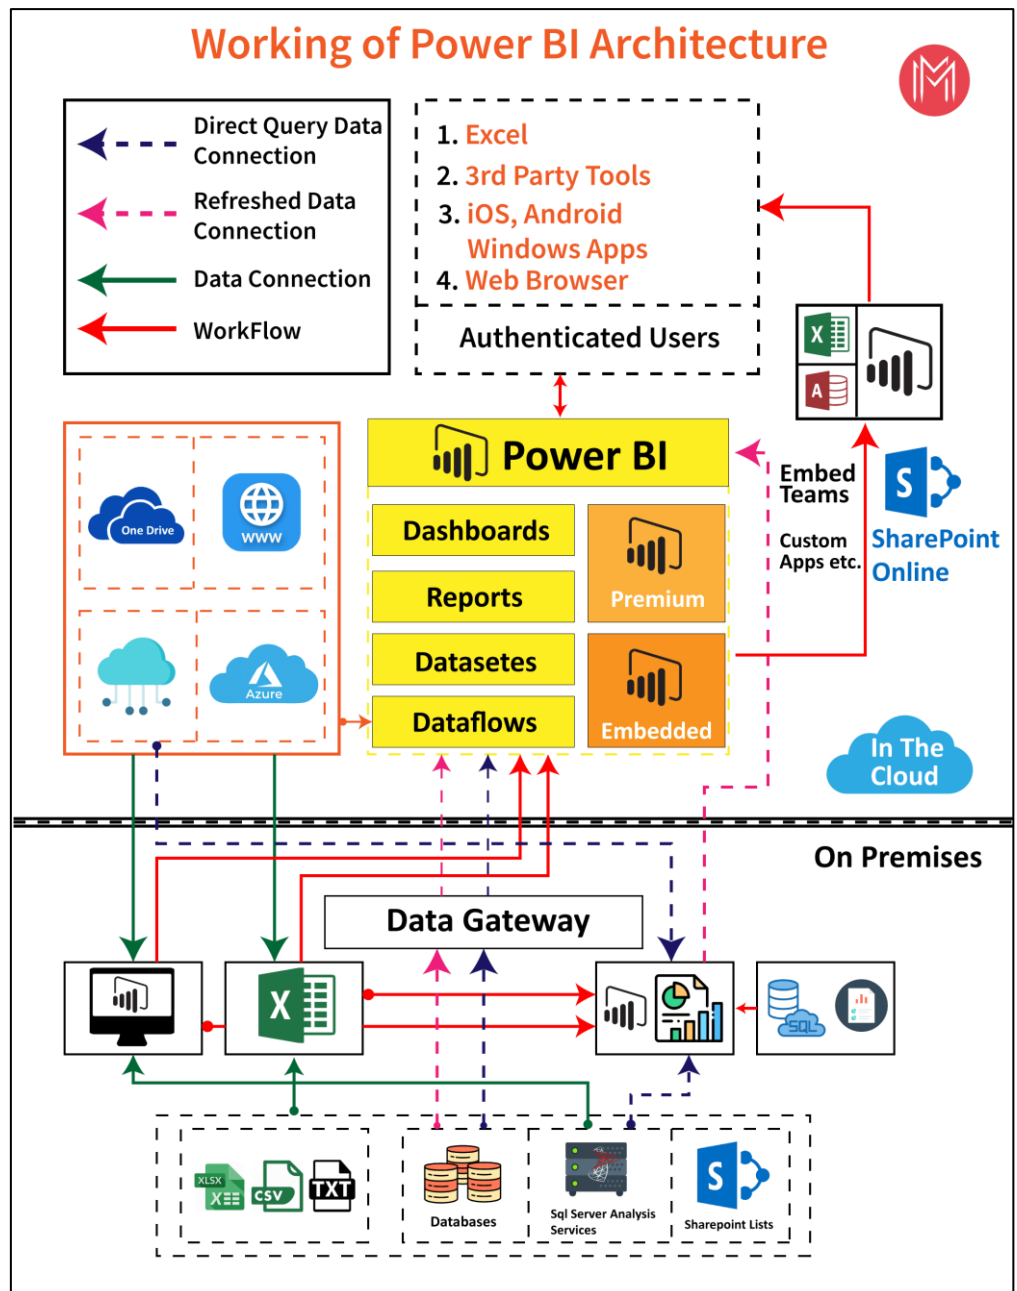 Working of Power BI Architecture
M
Direct Query Data
Connection
Refreshed Data
Connection
Data Connection
WorkFlow
1. Excel
2. 3rd Party Tools
3. iOS, Android
Windows Apps
4. Web Browser
Authenticated Users
X
A
One Drive
WWW
Azure
Power BI
Dashboards
Reports
Datasetes
Dataflows
Premium
Embedded
Embed
Teams
Custom
Apps etc.
S
SharePoint
Online
In The
Cloud
On Premises
Data Gateway
X
SQL
XLSX
X
CSV
TXT
Databases
Sql Server Analysis
Services
S
Sharepoint Lists